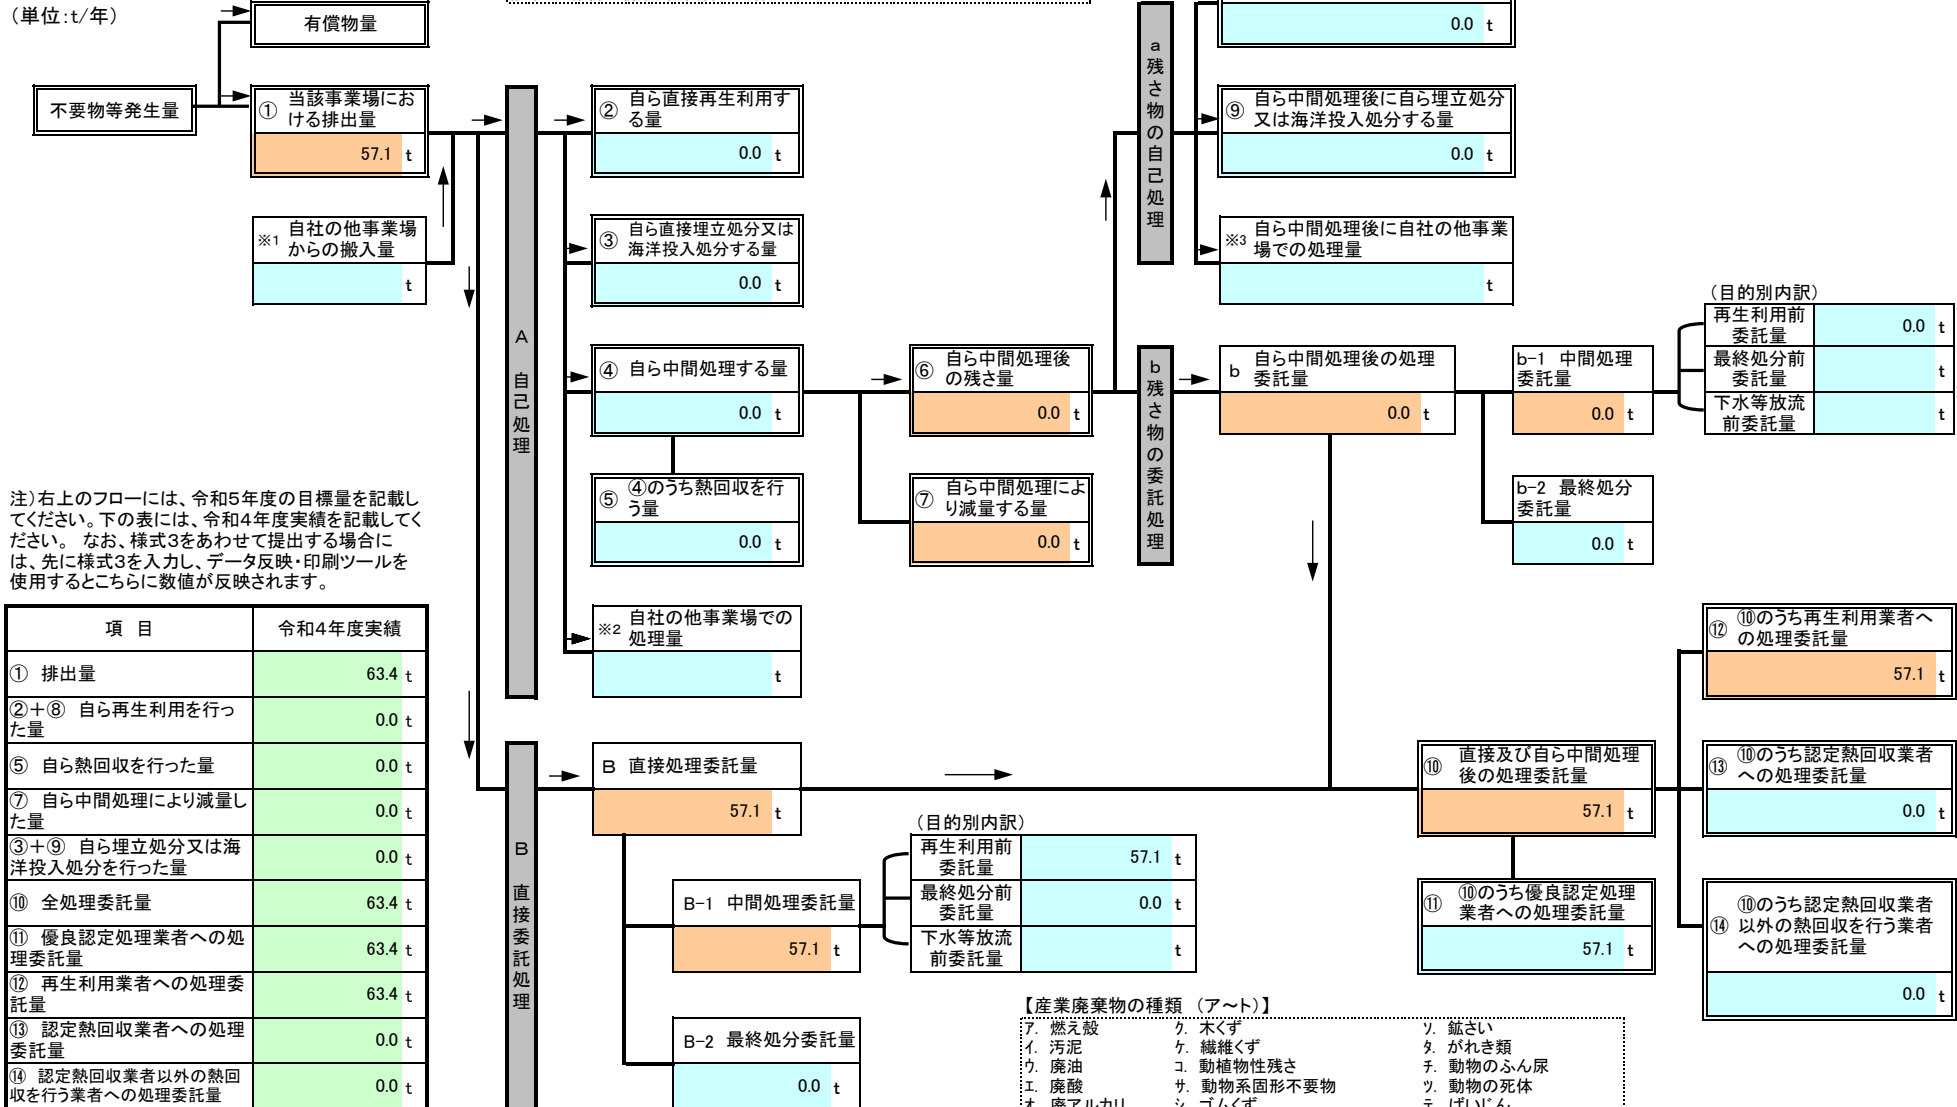 (単位:t/年)
有償物量
0.0 t
不要物等発生量
① 当該事業場にお
ける排出量
57.1 t
※1 自社の他事業場
からの搬入量
t
A 自己処理
② 自ら直接再生利用す
る量
0.0 t
③ 自ら直接埋立処分又は
海洋投入処分する量
0.0 t
④ 自ら中間処理する量
0.0 t
⑤ ④のうち熱回収を行
う量
0.0 t
※2 自社の他事業場での
処理量
t
⑥ 自ら中間処理後
の残さ量
0.0 t
⑦ 自ら中間処理によ
り減量する量
0.0 t
a 残さ物の自己処理
⑨ 自ら中間処理後に自ら埋立処分
又は海洋投入処分する量
0.0 t
※3 自ら中間処理後に自社の他事業
場での処理量
t
b 残さ物の委託処理
b 自ら中間処理後の処理
委託量
0.0 t
b-1 中間処理
委託量
0.0 t
b-2 最終処分
委託量
0.0 t
(目的別内訳)
再生利用前
委託量
0.0 t
最終処分前
委託量
t
下水等放流
前委託量
t
注)右上のフローには、令和5年度の目標量を記載し
てください。下の表には、令和4年度実績を記載してく
ださい。 なお、様式3をあわせて提出する場合に
は、先に様式3を入力し、データ反映・印刷ツールを
使用するとこちらに数値が反映されます。
項 目 令和4年度実績
① 排出量 63.4 t
②+⑧ 自ら再生利用を行っ
た量
0.0 t
⑤ 自ら熱回収を行った量 0.0 t
⑦ 自ら中間処理により減量し
た量
0.0 t
③+⑨ 自ら埋立処分又は海
洋投入処分を行った量
0.0 t
⑩ 全処理委託量 63.4 t
⑪ 優良認定処理業者への処
理委託量
63.4 t
⑫ 再生利用業者への処理委
託量
63.4 t
⑬ 認定熱回収業者への処理
委託量
0.0 t
⑭ 認定熱回収業者以外の熱回
収を行う業者への処理委託量
0.0 t
B 直接委託処理
B 直接処理委託量
57.1 t
B-1 中間処理委託量
57.1 t
B-2 最終処分委託量
0.0 t
(目的別内訳)
再生利用前
委託量
57.1 t
最終処分前
委託量
0.0 t
下水等放流
前委託量
t
⑩ 直接及び自ら中間処理
後の処理委託量
57.1 t
⑪ ⑩のうち優良認定処理
業者への処理委託量
57.1 t
⑫ ⑩のうち再生利用業者へ
の処理委託量
57.1 t
⑬ ⑩のうち認定熱回収業者
への処理委託量
0.0 t
⑭ ⑩のうち認定熱回収業者
以外の熱回収を行う業者
への処理委託量
0.0 t
【産業廃棄物の種類 (ア~ト)】
ア. 燃え殻 ク. 木くず ソ. 鉱さい
イ. 汚泥 ケ. 繊維くず タ. がれき類
ウ. 廃油 コ. 動植物性残さ チ. 動物のふん尿
エ. 廃酸 サ. 動物系固形不要物 ツ. 動物の死体
オ. 廃アルカリ シ. ゴムくず テ. ばいじん